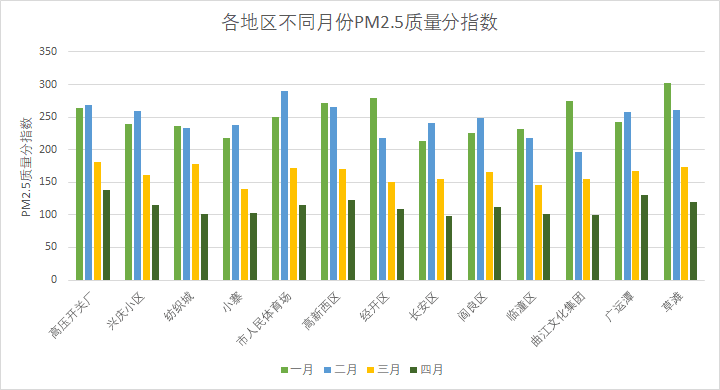 各地区不同月份PM2.5质量分指数
PM2.5质量分指数
350
300
250
200
150
100
50
0
高压开关厂
兴庆小区
纺织城
小寨
市人民体育场
高新西区
经开区
长安区
阎良区
临潼区
曲江文化集团
广运潭
草滩
一月 二月 三月 四月